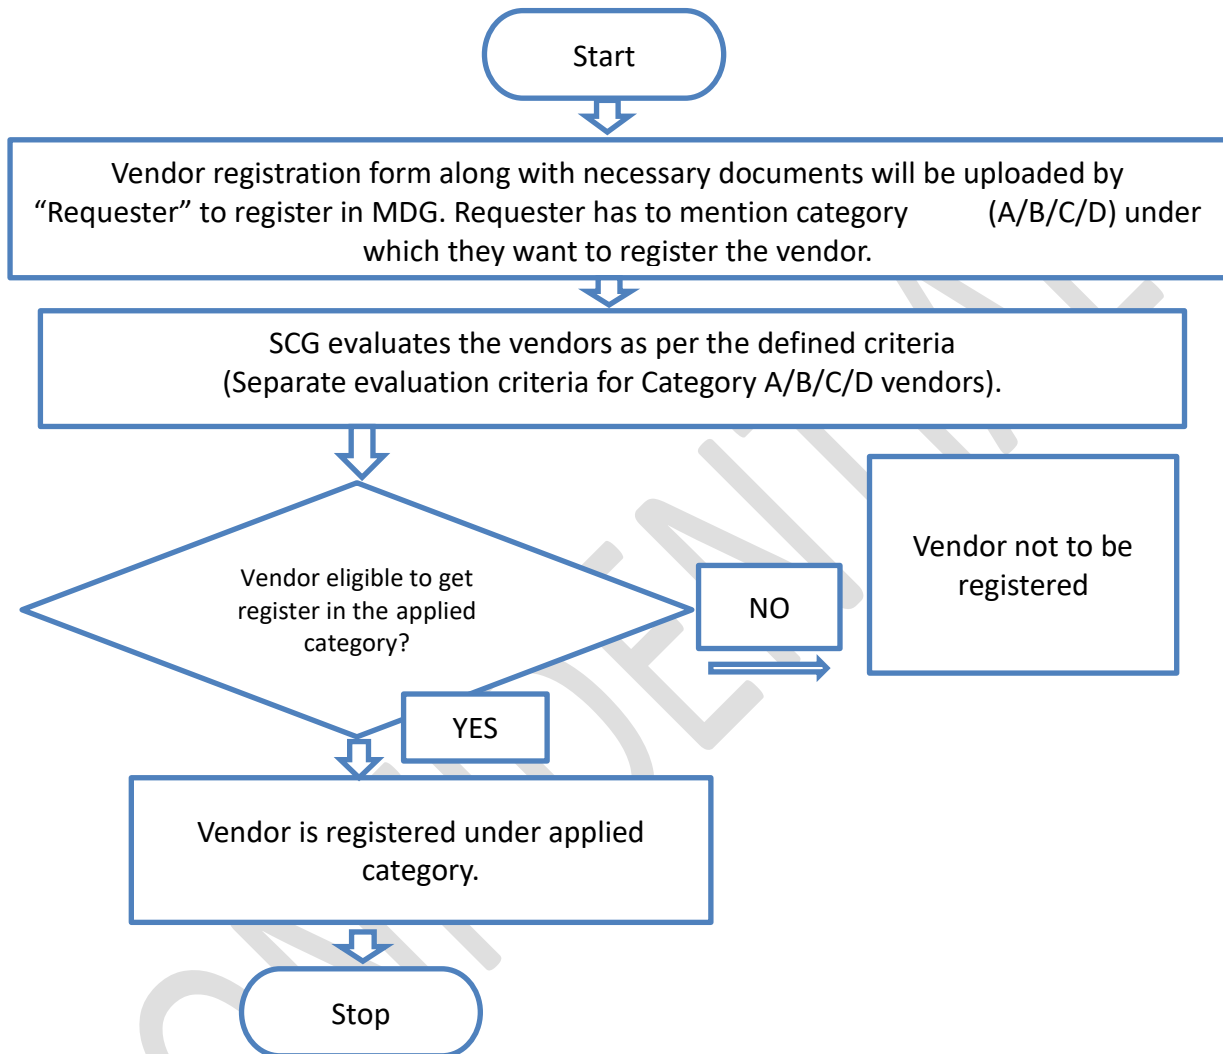 Start
Vendor registration form along with necessary documents will be uploaded by
“Requester” to register in MDG. Requester has to mention category (A/B/C/D) under
which they want to register the vendor.
SCG evaluates the vendors as per the defined criteria
(Separate evaluation criteria for Category A/B/C/D vendors).
Vendor eligible to get
register in the applied
category?
NO
Vendor not to be
registered
YES
Vendor is registered under applied
category.
Stop
CONFIDENTIAL